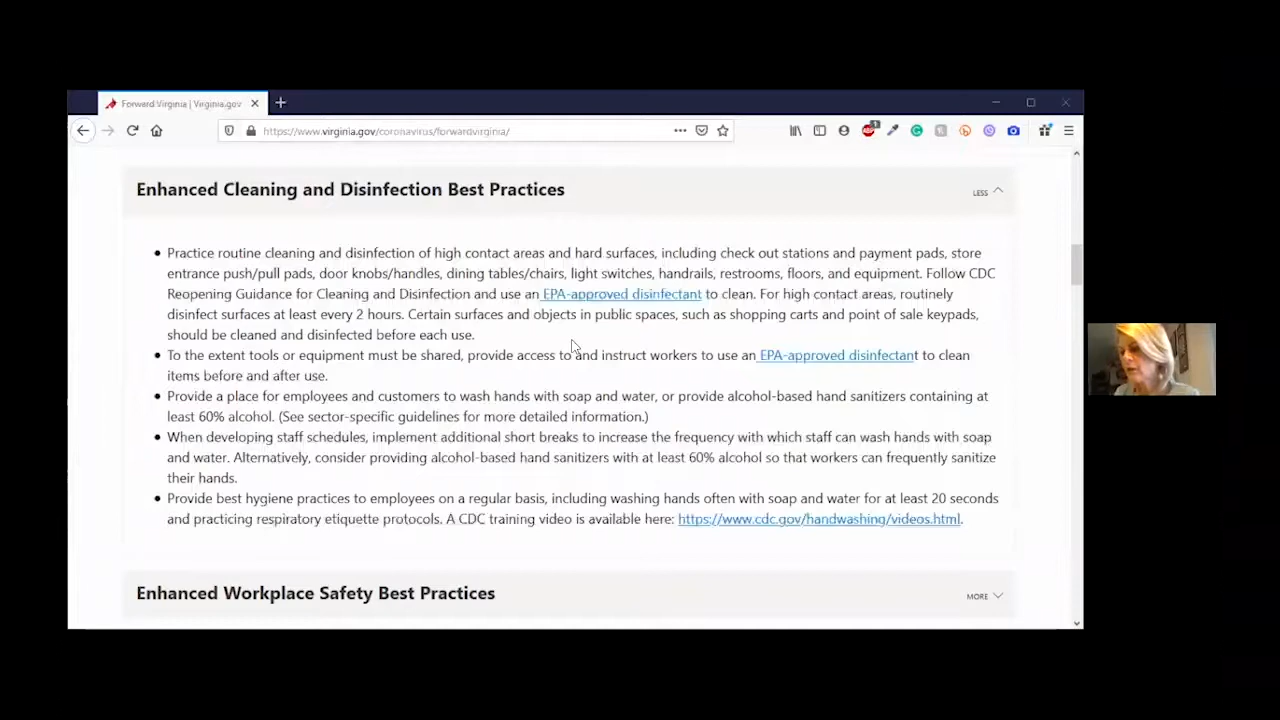 Forward Virginia | Virginia.gov
https://www.virginia.gov/coronavirus/forwardvirginia/
Enhanced Cleaning and Disinfection Best Practices
LESS
Practice routine cleaning and disinfection of high contact areas and hard surfaces, including check out stations and payment pads, store
entrance push/pull pads, door knobs/handles, dining tables/chairs, light switches, handrails, restrooms, floors, and equipment. Follow CDC
Reopening Guidance for Cleaning and Disinfection and use an EPA-approved disinfectant to clean. For high contact areas, routinely
disinfect surfaces at least every 2 hours. Certain surfaces and objects in public spaces, such as shopping carts and point of sale keypads,
should be cleaned and disinfected before each use.
To the extent tools or equipment must be shared, provide access to and instruct workers to use an EPA-approved disinfectant to clean
items before and after use.
Provide a place for employees and customers to wash hands with soap and water, or provide alcohol-based hand sanitizers containing at
least 60% alcohol. (See sector-specific guidelines for more detailed information.)
When developing staff schedules, implement additional short breaks to increase the frequency with which staff can wash hands with soap
and water. Alternatively, consider providing alcohol-based hand sanitizers with at least 60% alcohol so that workers can frequently sanitize
their hands.
Provide best hygiene practices to employees on a regular basis, including washing hands often with soap and water for at least 20 seconds
and practicing respiratory etiquette protocols. A CDC training video is available here: https://www.cdc.gov/handwashing/videos.html.
Enhanced Workplace Safety Best Practices
MORE